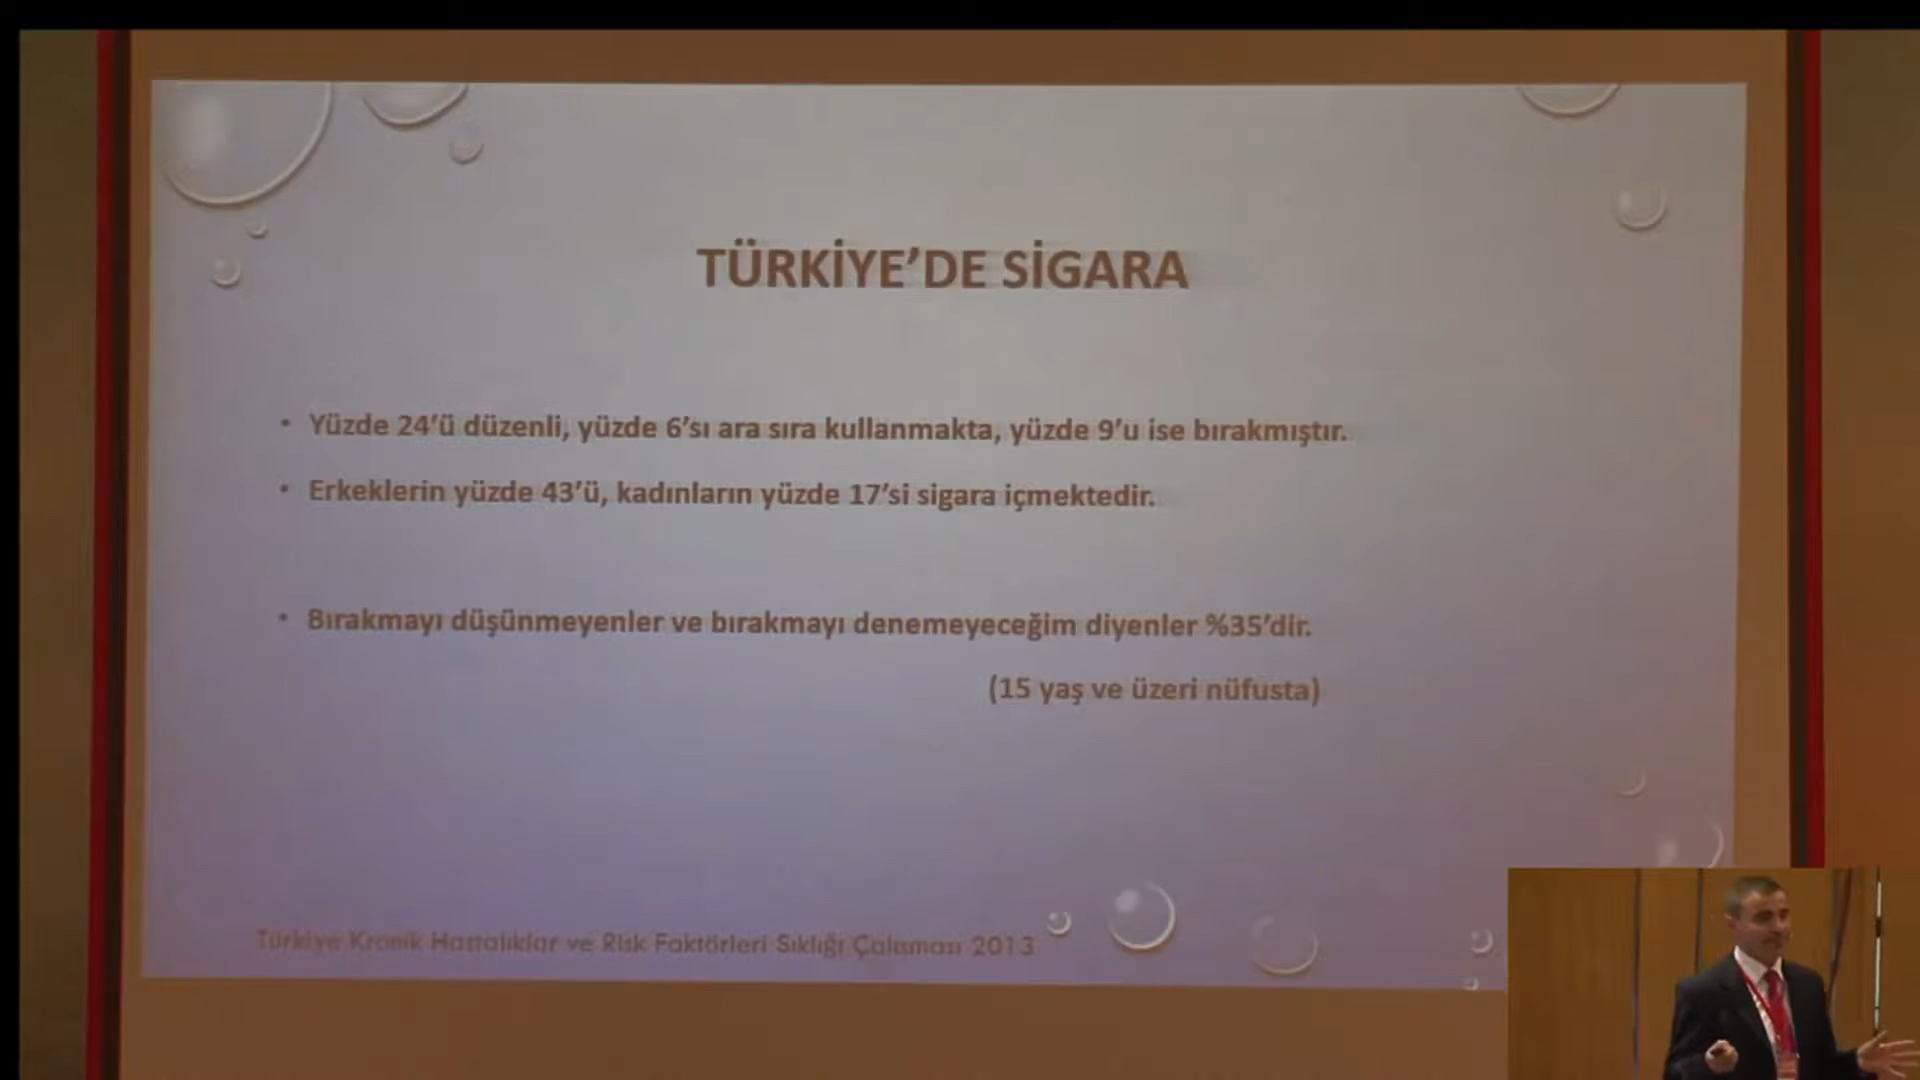 TÜRKİYE’DE SİGARA
• Yüzde 24’ü düzenli, yüzde 6’sı ara sıra kullanmakta, yüzde 9’u ise bırakmıştır.
• Erkeklerin yüzde 43’ü, kadınların yüzde 17’si sigara içmektedir.
• Bırakmayı düşünmeyenler ve bırakmayı denemeyeceğim diyenler %35’dir.
(15 yaş ve üzeri nüfusta)
Türkiye Kronik Hastalıklar ve Risk Faktörleri Sıklığı Çalışması 2013